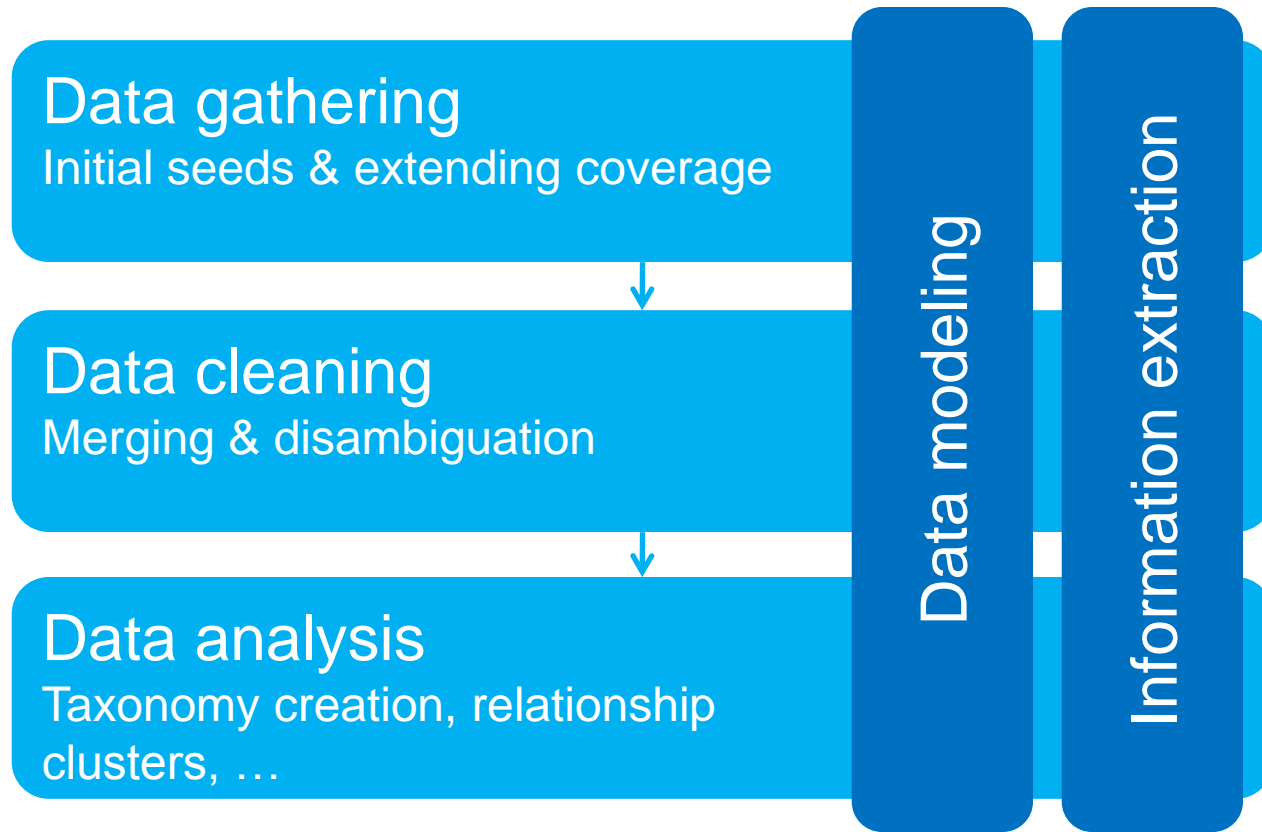 Data gathering
Initial seeds & extending coverage
Data cleaning
Merging & disambiguation
Data analysis
Taxonomy creation, relationship
clusters, …
Data modeling
Information extraction